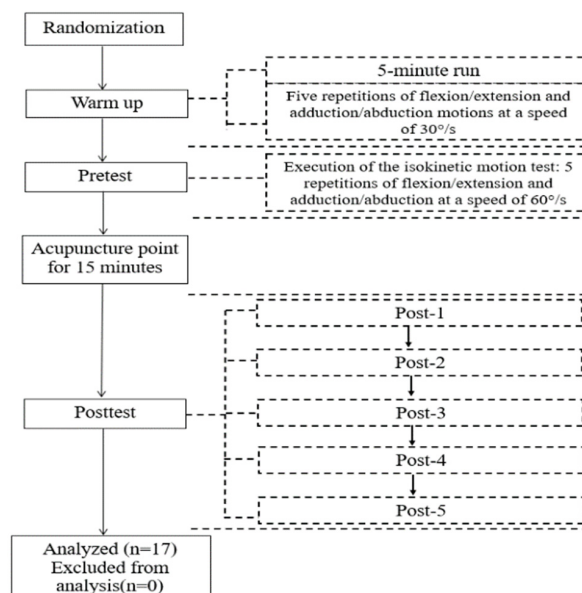 Randomization
5-minute run
Warm up
Five repetitions of flexion/extension and
adduction/abduction motions at a speed
of 30°/s
Pretest
Execution of the isokinetic motion test: 5
repetitions of flexion/extension and
adduction/abduction at a speed of 60°/s
Acupuncture point
for 15 minutes
Posttest
Post-1
Post-2
Post-3
Post-4
Post-5
Analyzed (n=17)
Excluded from
analysis(n=0)